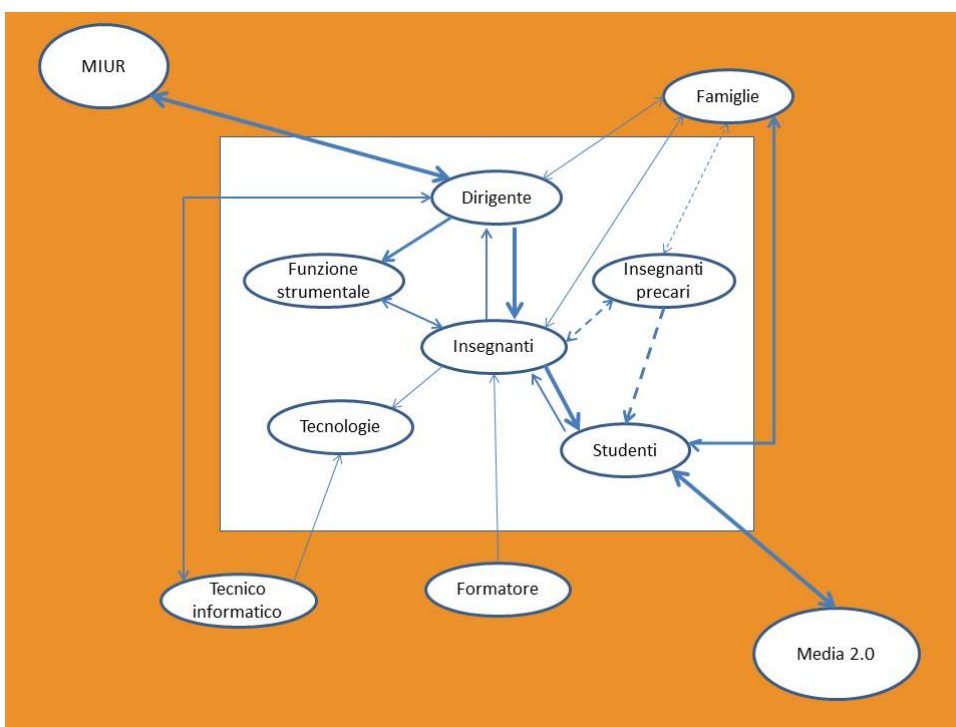 MIUR
Famiglie
Dirigente
Funzione
strumentale
Insegnanti
precari
Insegnanti
Tecnologie
Studenti
Tecnico
informatico
Formatore
Media 2.0